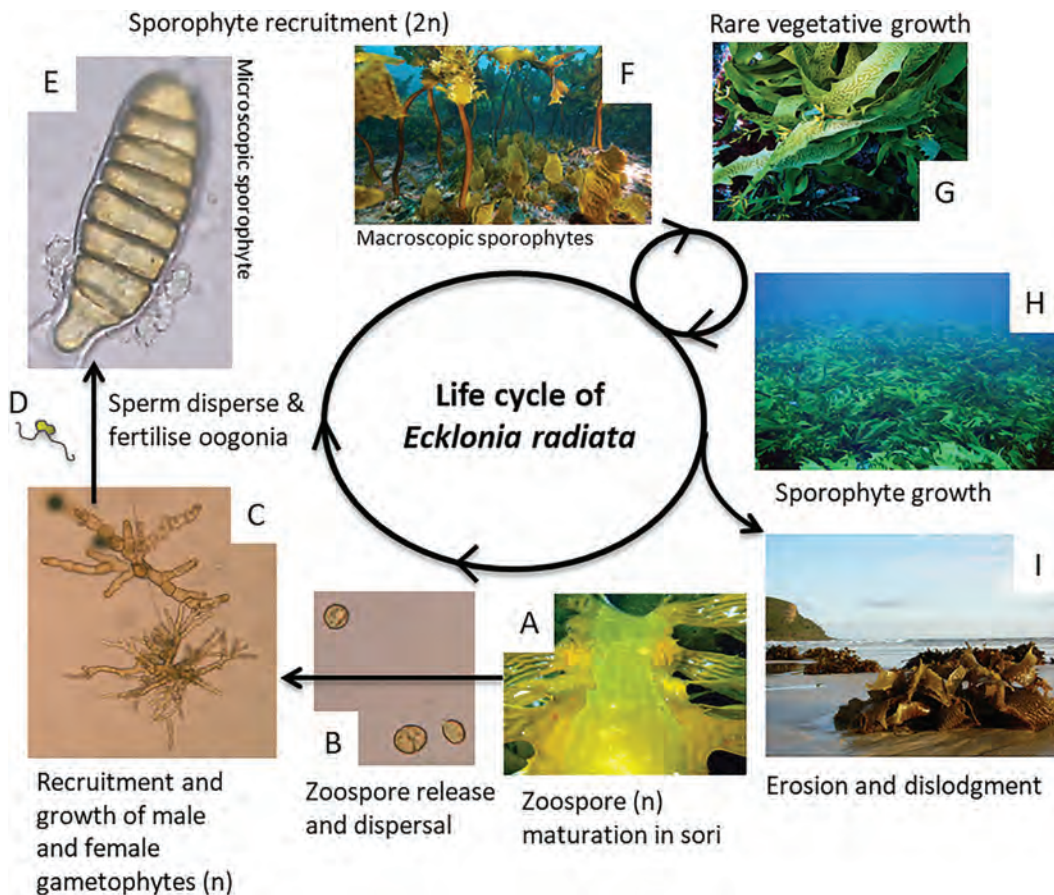 Sporophyte recruitment (2n)
Rare vegetative growth
E
Microscopic sporophyte
F
Macroscopic sporophytes
G
H
Sporophyte growth
Life cycle of
Ecklonia radiata
D
Sperm disperse &
fertilise oogonia
C
Recruitment and
growth of male
and female
gametophytes (n)
B
Zoospore release
and dispersal
A
Zoospore (n)
maturation in sori
I
Erosion and dislodgment